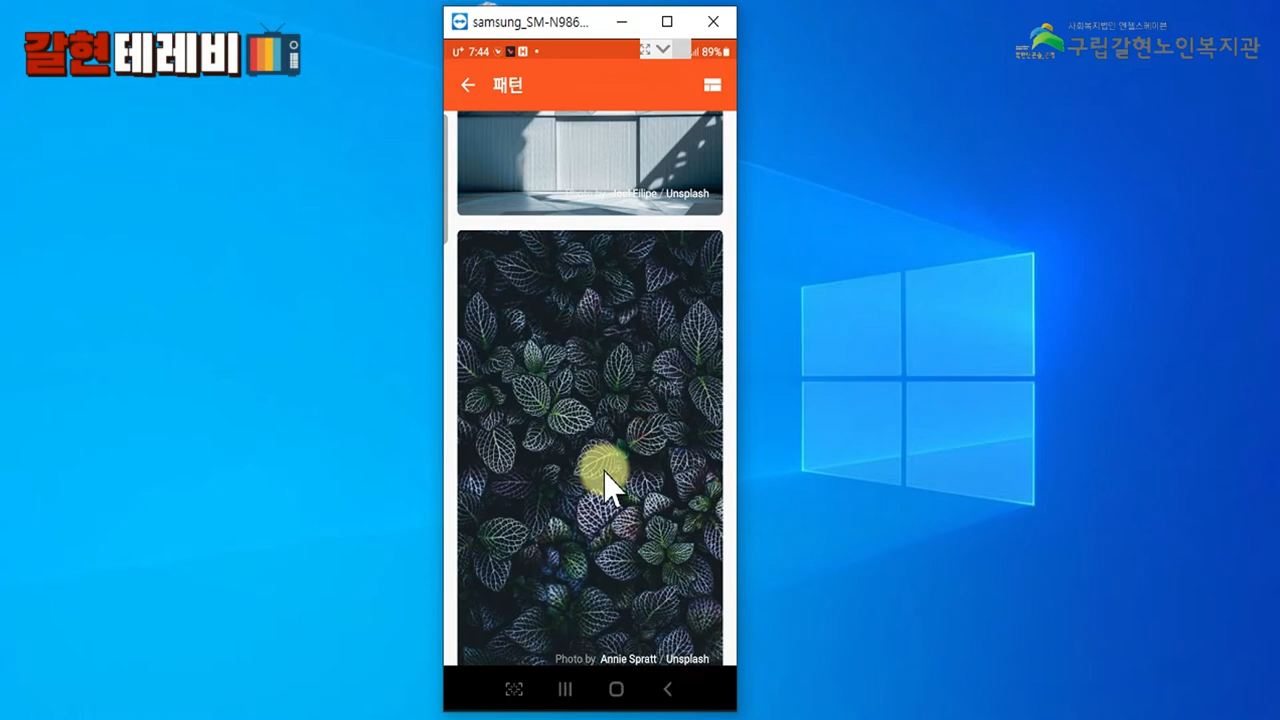 갈현테레비
사회복지법인 엔젤스헤이븐
구립갈현노인복지관
samsung_SM-N986...
U+ 7:44
89%
패턴
Filipe / Unsplash
Photo by Annie Spratt / Unsplash